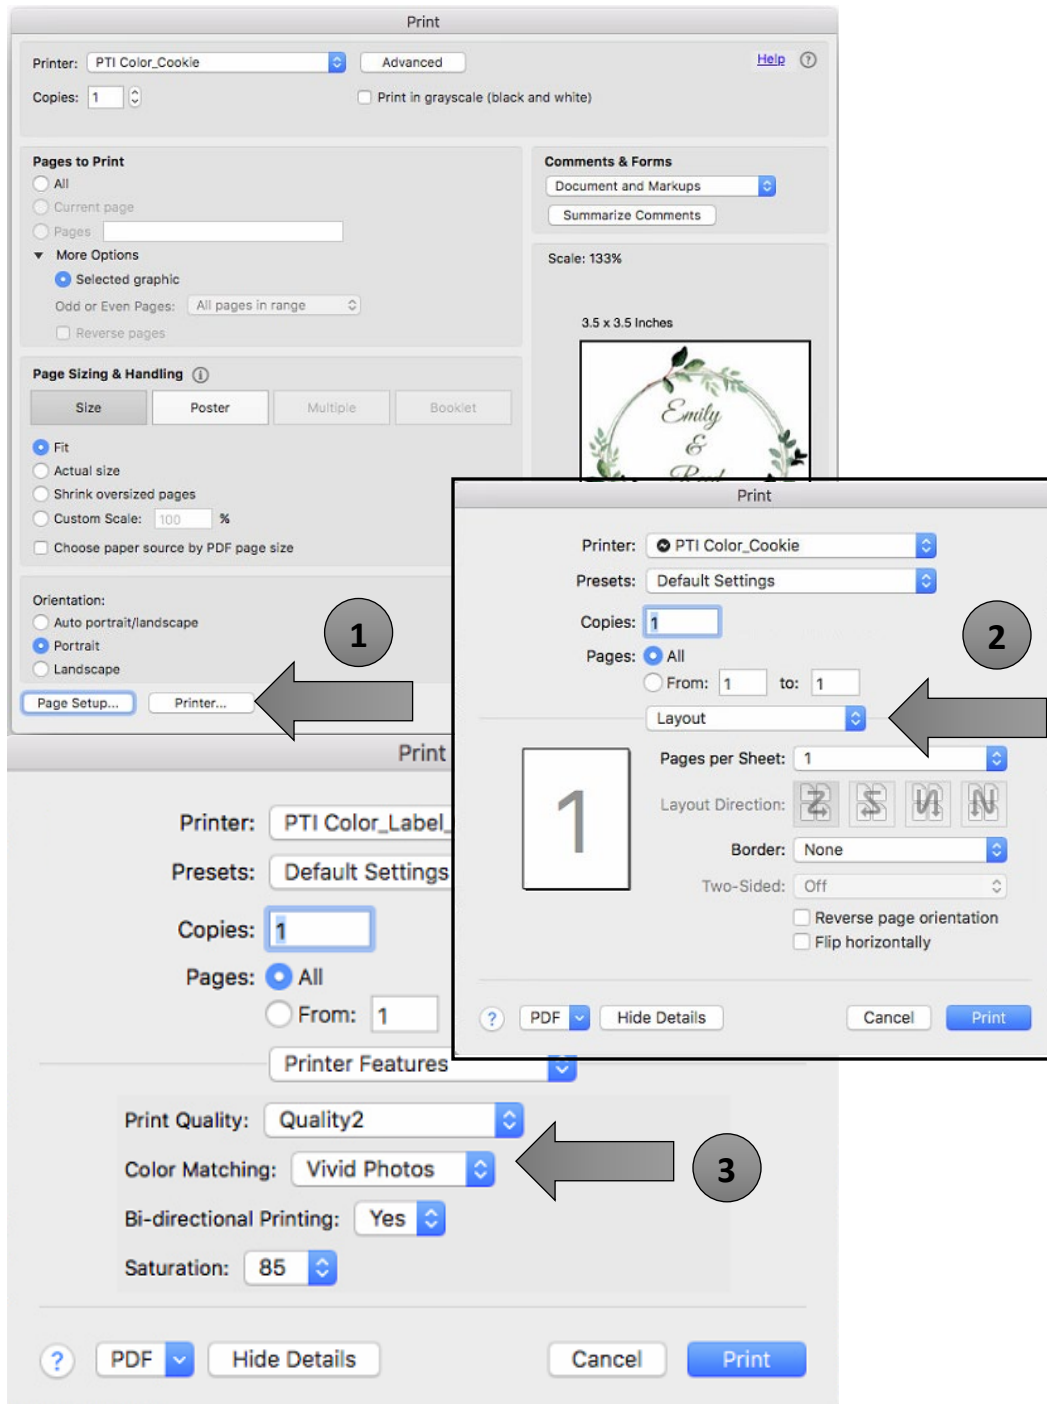 Print
Printer: PTI Color_Cookie Advanced Help ?
Copies: 1 Print in grayscale (black and white)
Pages to Print
All
Current page
Pages
More Options
Selected graphic
Odd or Even Pages: All pages in range
Reverse pages
Comments & Forms
Document and Markups
Summarize Comments
Scale: 133%
3.5 x 3.5 Inches
Emily
&
Page Sizing & Handling i
Size Poster Multiple Booklet
Fit
Actual size
Shrink oversized pages
Custom Scale: 100 %
Choose paper source by PDF page size
Orientation:
Auto portrait/landscape
Portrait
Landscape
Page Setup... Printer...
1
Print
Printer: PTI Color_Cookie
Presets: Default Settings
Copies: 1
Pages: All
From: 1 to: 1
Layout
2
1
Pages per Sheet: 1
Layout Direction:
Border: None
Two-Sided: Off
Reverse page orientation
Flip horizontally
? PDF Hide Details Cancel Print
Print
Printer: PTI Color_Label_
Presets: Default Settings
Copies: 1
Pages: All
From: 1
Printer Features
Print Quality: Quality2
Color Matching: Vivid Photos
3
Bi-directional Printing: Yes
Saturation: 85
? PDF Hide Details Cancel Print